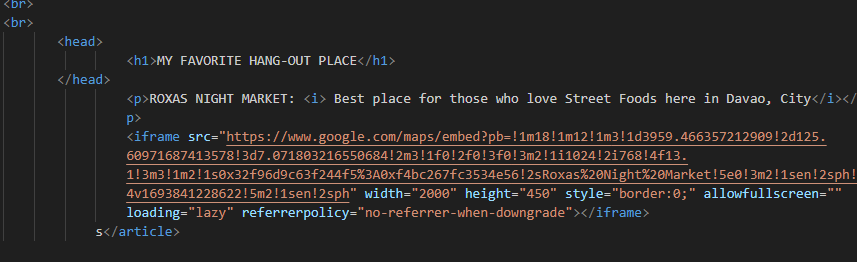 <br>
<br>
<head>
<h1>MY FAVORITE HANG-OUT PLACE</h1>
</head>
<p>ROXAS NIGHT MARKET: <i> Best place for those who love Street Foods here in Davao, City</i></
p>
<iframe src="https://www.google.com/maps/embed?pb=!1m18!1m12!1m3!1d3959.466357212909!2d125.
60971687413578!3d7.071803216550684!2m3!1f0!2f0!3f0!3m2!1i1024!2i768!4f13.
1!3m3!1m2!1s0x32f96d9c63f244f5%3A0xf4bc267fc3534e56!2sRoxas%20Night%20Market!5e0!3m2!1sen!2sph!
4v1693841228622!5m2!1sen!2sph" width="2000" height="450" style="border:0;" allowfullscreen=""
loading="lazy" referrerpolicy="no-referrer-when-downgrade"></iframe>
s</article>